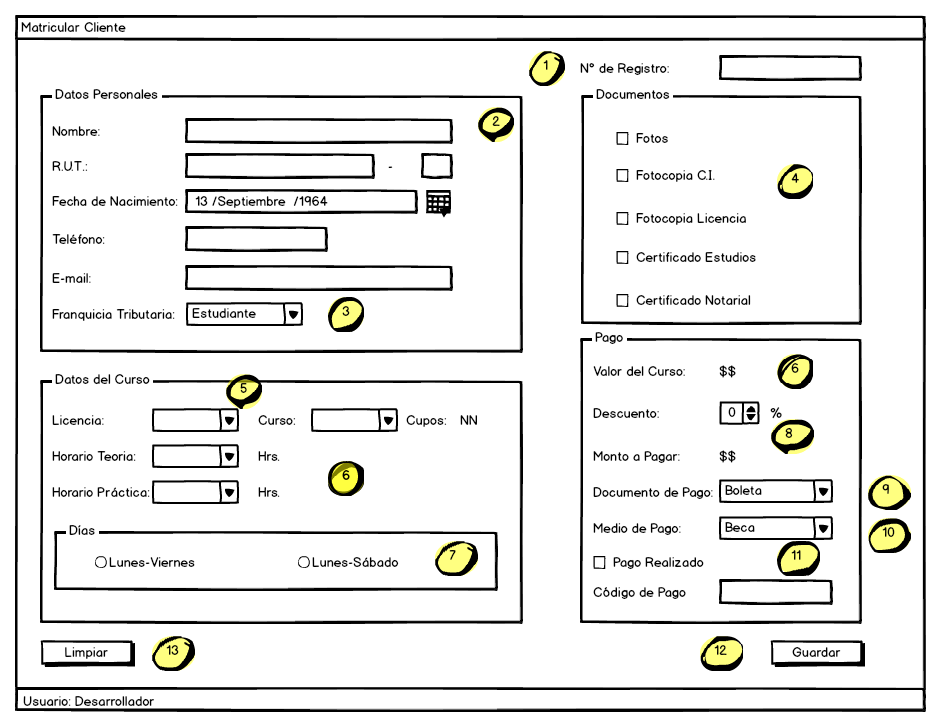 Matricular Cliente
1 N° de Registro:
Datos Personales
2
Nombre:
R.U.T.: -
Fecha de Nacimiento: 13 /Septiembre /1964
Teléfono:
E-mail:
Franquicia Tributaria: Estudiante 3
Documentos
Fotos
Fotocopia C.I. 4
Fotocopia Licencia
Certificado Estudios
Certificado Notarial
Datos del Curso
5
Licencia: Curso: Cupos: NN
Horario Teoria: Hrs.
6
Horario Práctica: Hrs.
Días
Lunes-Viernes Lunes-Sábado 7
Pago
Valor del Curso: $$ 6
Descuento: 0 %
8
Monto a Pagar: $$
Documento de Pago: Boleta 9
Medio de Pago: Beca 10
Pago Realizado 11
Código de Pago
Limpiar 13
12 Guardar
Usuario: Desarrollador